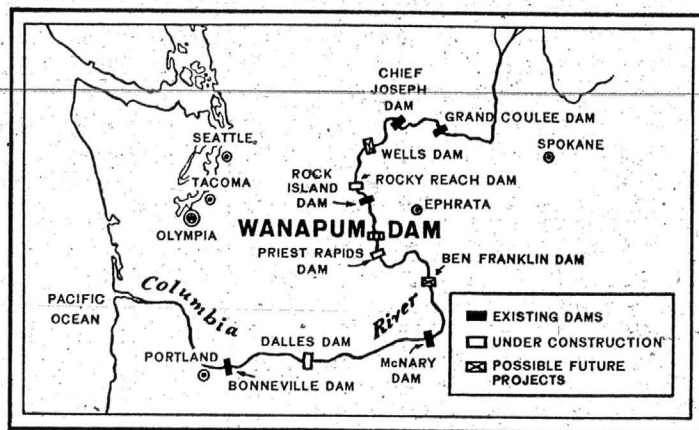 CHIEF
JOSEPH
DAM
GRAND COULEE DAM
SEATTLE
SPOKANE
WELLS DAM
TACOMA
ROCK
ISLAND
DAM
ROCKY REACH DAM
EPHRATA
OLYMPIA
WANAPUM DAM
PRIEST RAPIDS
DAM
BEN FRANKLIN DAM
Columbia
River
PACIFIC
OCEAN
EXISTING DAMS
UNDER CONSTRUCTION
POSSIBLE FUTURE
PROJECTS
DALLES DAM
PORTLAND
McNARY
DAM
BONNEVILLE DAM